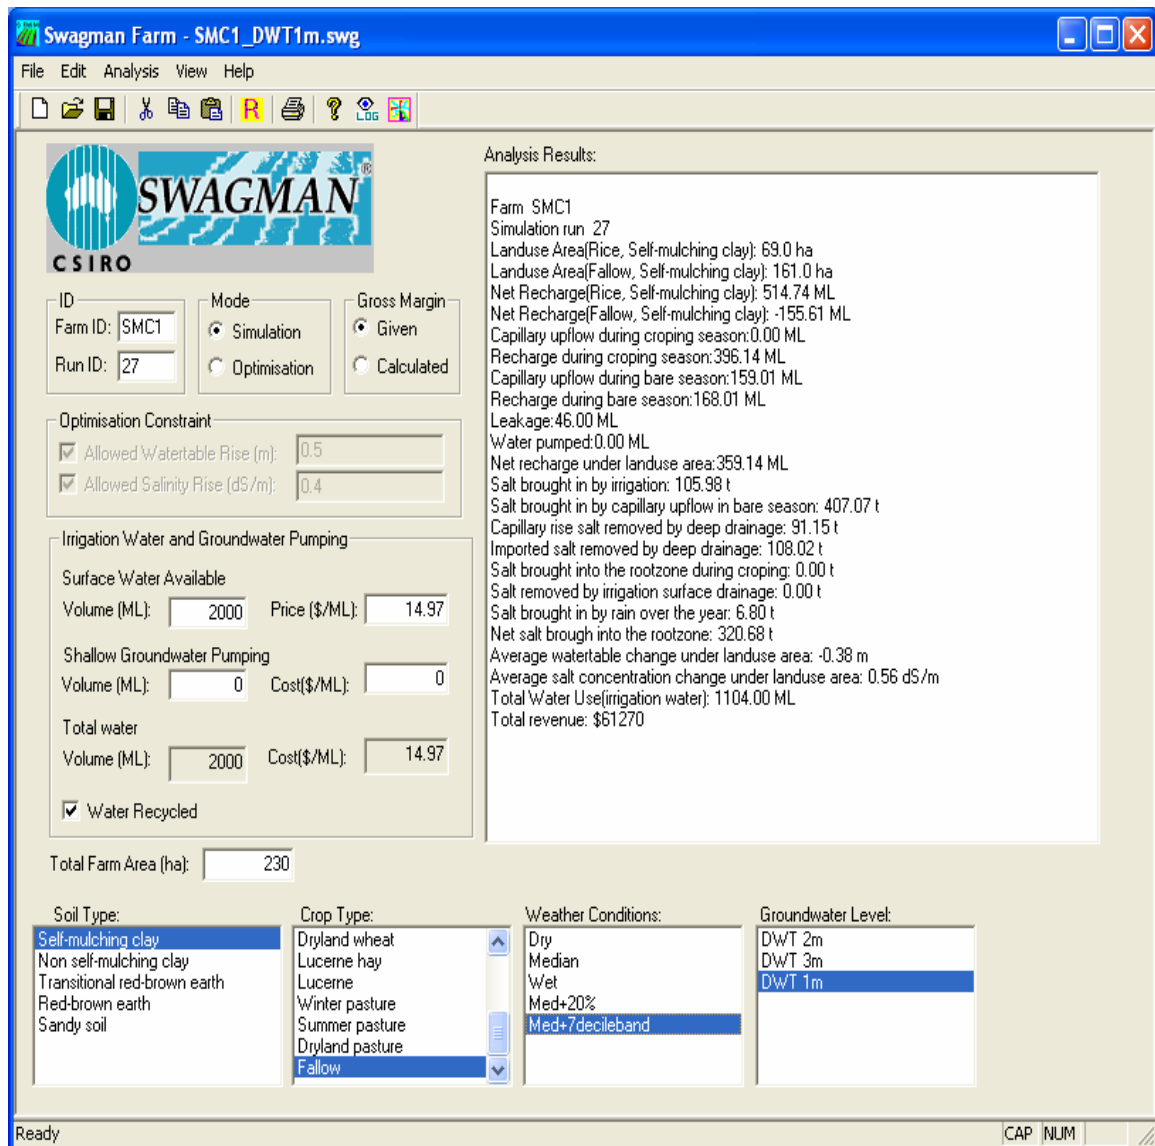 Swagman Farm - SMC1_DWT1m.swg
File Edit Analysis View Help
R
?
LOG
SWAGMAN®
CSIRO
ID
Farm ID: SMC1
Run ID: 27
Mode
Simulation
Optimisation
Gross Margin
Given
Calculated
Optimisation Constraint
Allowed Watertable Rise (m): 0.5
Allowed Salinity Rise (dS/m): 0.4
Irrigation Water and Groundwater Pumping
Surface Water Available
Volume (ML): 2000 Price ($/ML): 14.97
Shallow Groundwater Pumping
Volume (ML): 0 Cost($/ML): 0
Total water
Volume (ML): 2000 Cost($/ML): 14.97
Water Recycled
Total Farm Area (ha): 230
Analysis Results:
Farm SMC1
Simulation run 27
Landuse Area(Rice, Self-mulching clay): 69.0 ha
Landuse Area(Fallow, Self-mulching clay): 161.0 ha
Net Recharge(Rice, Self-mulching clay): 514.74 ML
Net Recharge(Fallow, Self-mulching clay): -155.61 ML
Capillary upflow during croping season:0.00 ML
Recharge during croping season:396.14 ML
Capillary upflow during bare season:159.01 ML
Recharge during bare season:168.01 ML
Leakage:46.00 ML
Water pumped:0.00 ML
Net recharge under landuse area:359.14 ML
Salt brought in by irrigation: 105.98 t
Salt brought in by capillary upflow in bare season: 407.07 t
Capillary rise salt removed by deep drainage: 91.15 t
Imported salt removed by deep drainage: 108.02 t
Salt brought into the rootzone during croping: 0.00 t
Salt removed by irrigation surface drainage: 0.00 t
Salt brought in by rain over the year: 6.80 t
Net salt brough into the rootzone: 320.68 t
Average watertable change under landuse area: -0.38 m
Average salt concentration change under landuse area: 0.56 dS/m
Total Water Use(irrigation water): 1104.00 ML
Total revenue: $61270
Soil Type:
Self-mulching clay
Non self-mulching clay
Transitional red-brown earth
Red-brown earth
Sandy soil
Crop Type:
Dryland wheat
Lucerne hay
Lucerne
Winter pasture
Summer pasture
Dryland pasture
Fallow
Weather Conditions:
Dry
Median
Wet
Med+20%
Med+7decileband
Groundwater Level:
DWT 2m
DWT 3m
DWT 1m
Ready CAP NUM